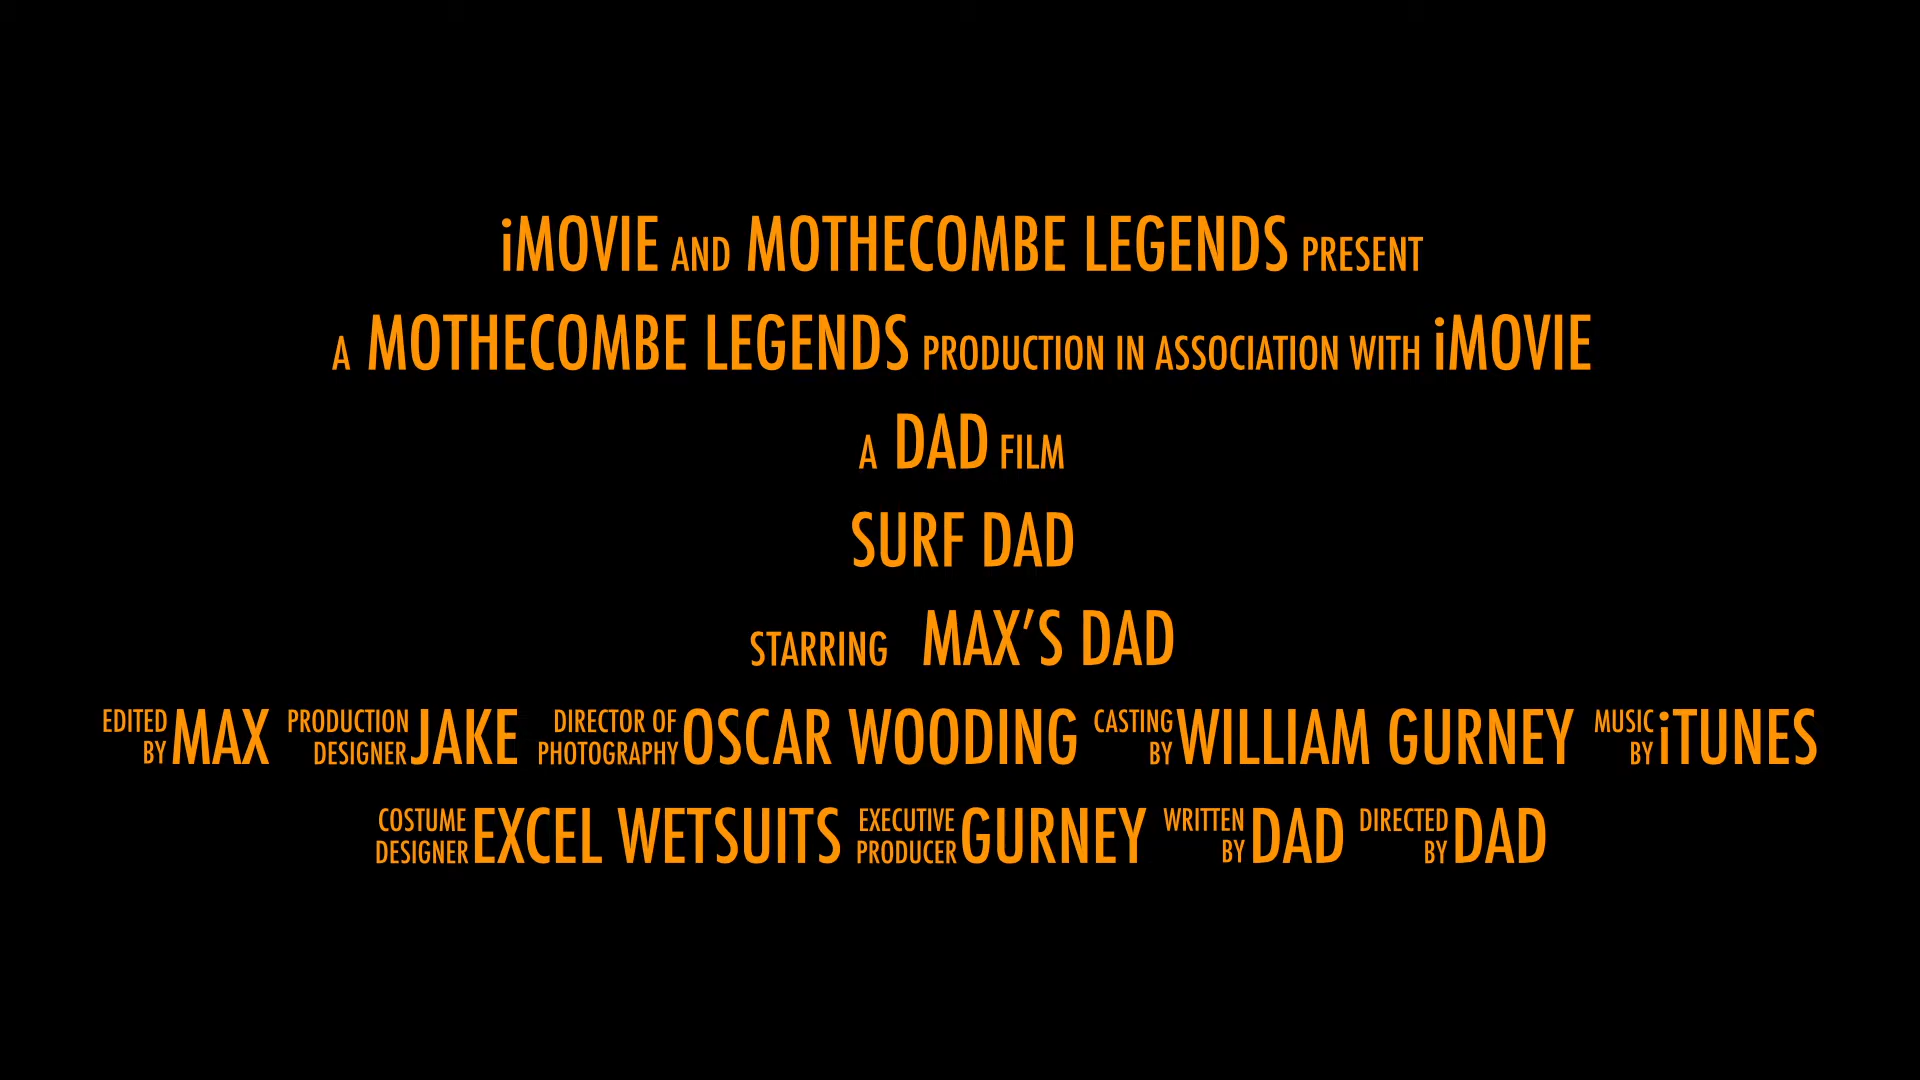 iMOVIE AND MOTHECOMBE LEGENDS PRESENT
A MOTHECOMBE LEGENDS PRODUCTION IN ASSOCIATION WITH iMOVIE
A DAD FILM
SURF DAD
STARRING MAX'S DAD
EDITED BY MAX PRODUCTION DESIGNER JAKE DIRECTOR OF PHOTOGRAPHY OSCAR WOODING CASTING BY WILLIAM GURNEY MUSIC BY iTUNES
COSTUME DESIGNER EXCEL WETSUITS EXECUTIVE PRODUCER GURNEY WRITTEN BY DAD DIRECTED BY DAD